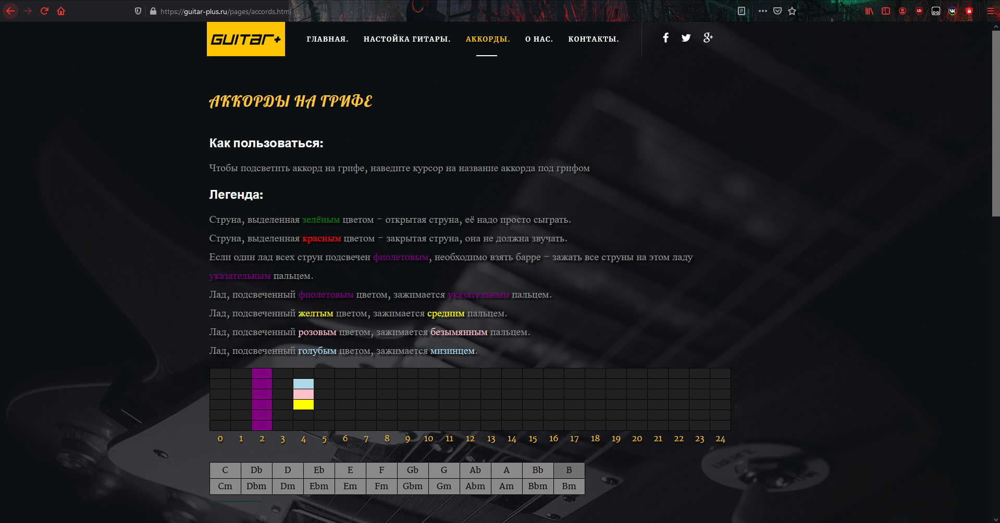 https://guitar-plus.ru/pages/accords.html
GUITAR+
ГЛАВНАЯ. НАСТОЙКА ГИТАРЫ. АККОРДЫ. О НАС. КОНТАКТЫ.
АККОРДЫ НА ГРИФЕ
Как пользоваться:
Чтобы подсветить аккорд на грифе, наведите курсор на название аккорда под грифом
Легенда:
Струна, выделенная зелёным цветом – открытая струна, её надо просто сыграть.
Струна, выделенная красным цветом – закрытая струна, она не должна звучать.
Если один лад всех струн подсвечен фиолетовым, необходимо взять барре – зажать все струны на этом ладу
указательным пальцем.
Лад, подсвеченный фиолетовым цветом, зажимается указательным пальцем.
Лад, подсвеченный желтым цветом, зажимается средним пальцем.
Лад, подсвеченный розовым цветом, зажимается безымянным пальцем.
Лад, подсвеченный голубым цветом, зажимается мизинцем.
0 1 2 3 4 5 6 7 8 9 10 11 12 13 14 15 16 17 18 19 20 21 22 23 24
C Db D Eb E F Gb G Ab A Bb B
Cm Dbm Dm Ebm Em Fm Gbm Gm Abm Am Bbm Bm